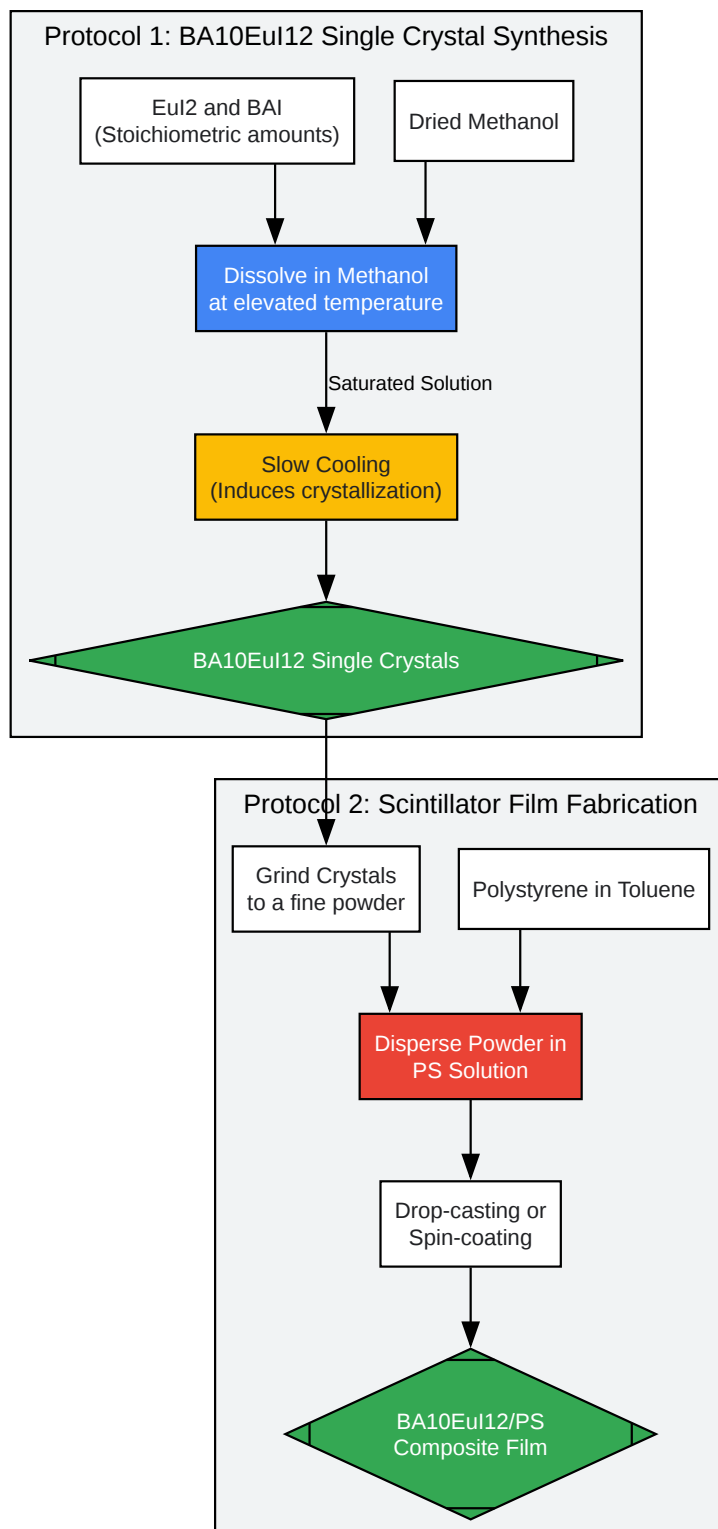 Protocol 1: BA10EuI12 Single Crystal Synthesis
EuI2 and BAI
(Stoichiometric amounts)
Dried Methanol
Dissolve in Methanol
at elevated temperature
Saturated Solution
Slow Cooling
(Induces crystallization)
BA10EuI12 Single Crystals
Protocol 2: Scintillator Film Fabrication
Grind Crystals
to a fine powder
Polystyrene in Toluene
Disperse Powder in
PS Solution
Drop-casting or
Spin-coating
BA10EuI12/PS
Composite Film